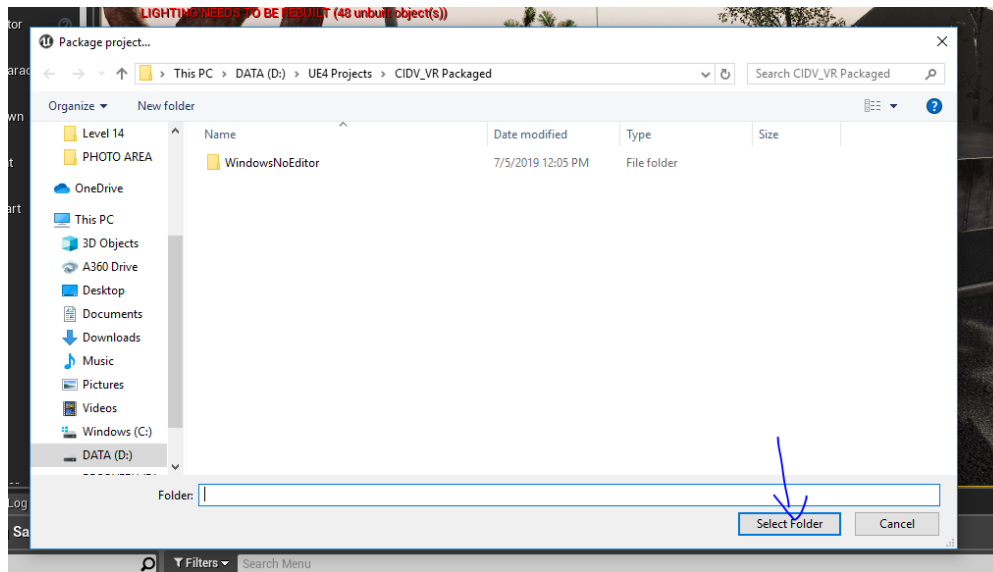 LIGHTING NEEDS TO BE REBUILT (48 unbuilt object(s))
Package project...
This PC > DATA (D:) > UE4 Projects > CIDV_VR Packaged
Search CIDV_VR Packaged
Organize
New folder
Name
Date modified
Type
Size
Level 14
PHOTO AREA
OneDrive
This PC
3D Objects
A360 Drive
Desktop
Documents
Downloads
Music
Pictures
Videos
Windows (C:)
DATA (D:)
WindowsNoEditor
7/5/2019 12:05 PM
File folder
Folder:
Select Folder
Cancel
Log
Sa
Filters
Search Menu